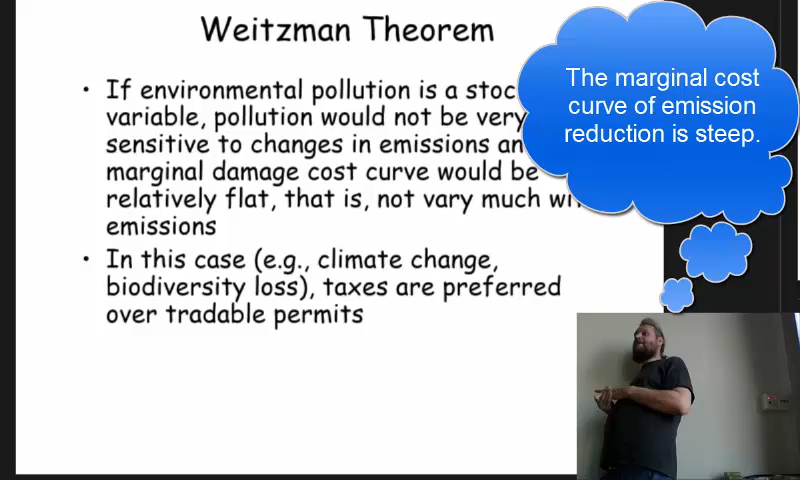 Weitzman Theorem
• If environmental pollution is a stoc
variable, pollution would not be very
sensitive to changes in emissions an
marginal damage cost curve would be
relatively flat, that is, not vary much
emissions
• In this case (e.g., climate change,
biodiversity loss), taxes are preferred
over tradable permits
The marginal cost
curve of emission
reduction is steep.